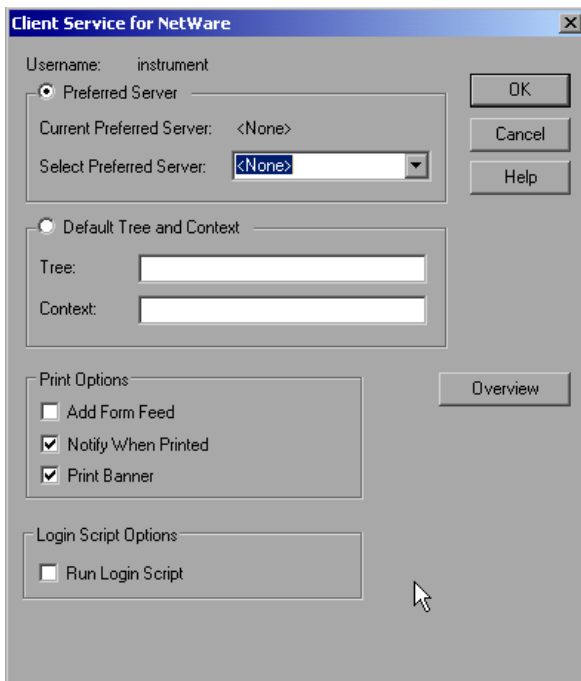 Client Service for NetWare
Username: instrument
Preferred Server
Current Preferred Server: <None>
Select Preferred Server: <None>
OK
Cancel
Help
Default Tree and Context
Tree:
Context:
Print Options
Add Form Feed
Notify When Printed
Print Banner
Overview
Login Script Options
Run Login Script